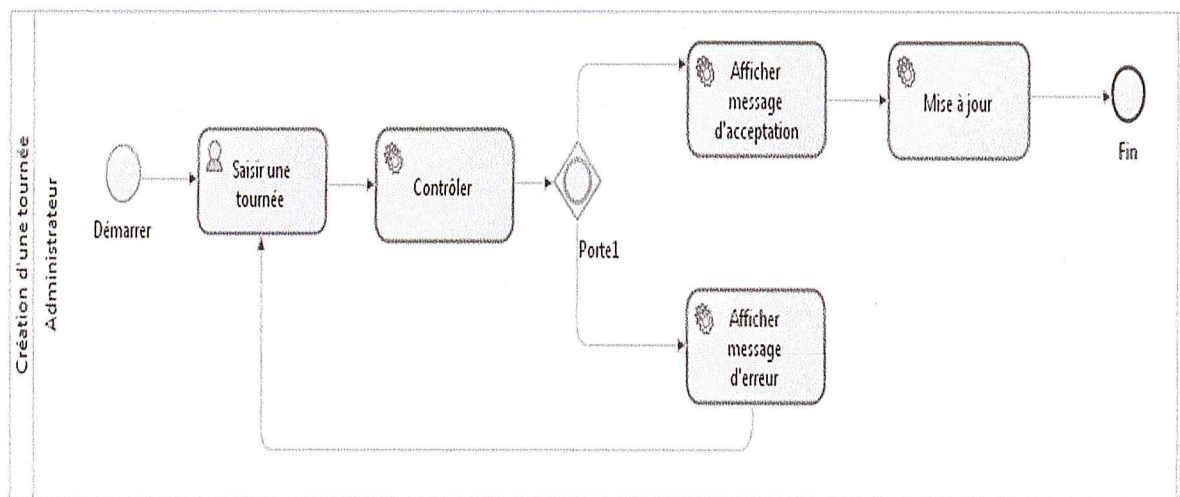 Création d'une tournée
Administrateur
Démarrer
Saisir une
tournée
Contrôler
Porte1
Afficher
message
d'acceptation
Mise à jour
Fin
Afficher
message
d'erreur